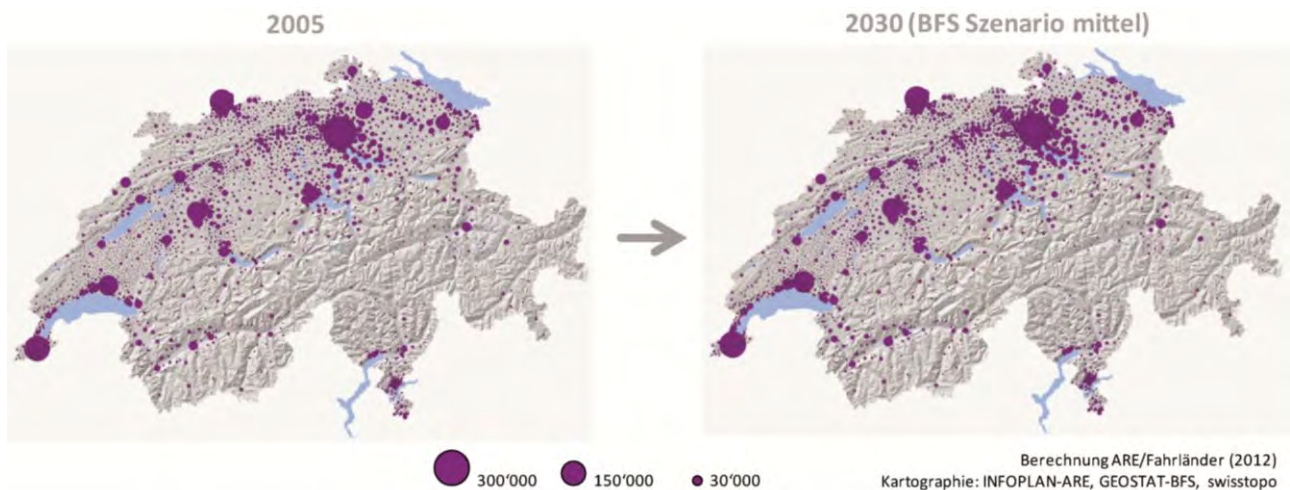 2005
2030 (BFS Szenario mittel)
300‘000
150‘000
30‘000
Berechnung ARE/Fahrländer (2012)
Kartographie: INFOPLAN-ARE, GEOSTAT-BFS, swisstopo